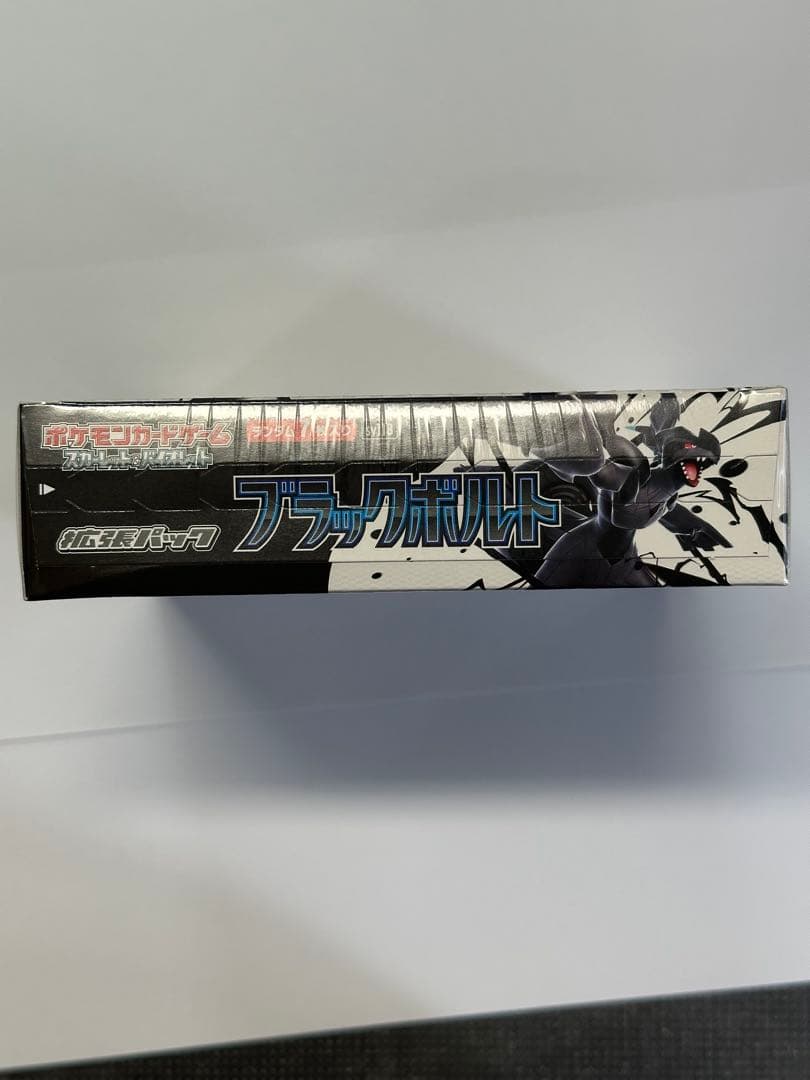 ポケモンカードゲーム
スカーレット&バイオレット
拡張パック
ブラックボルト